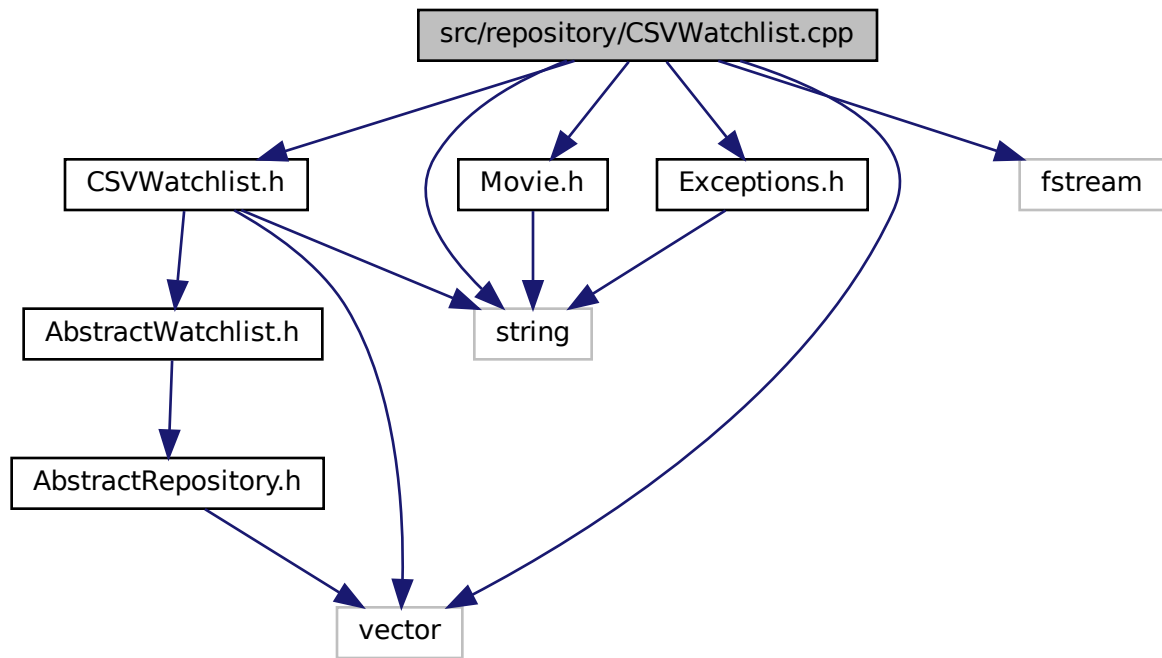 src/repository/CSVWatchlist.cpp
CSVWatchlist.h
Movie.h
Exceptions.h
fstream
AbstractWatchlist.h
string
AbstractRepository.h
vector